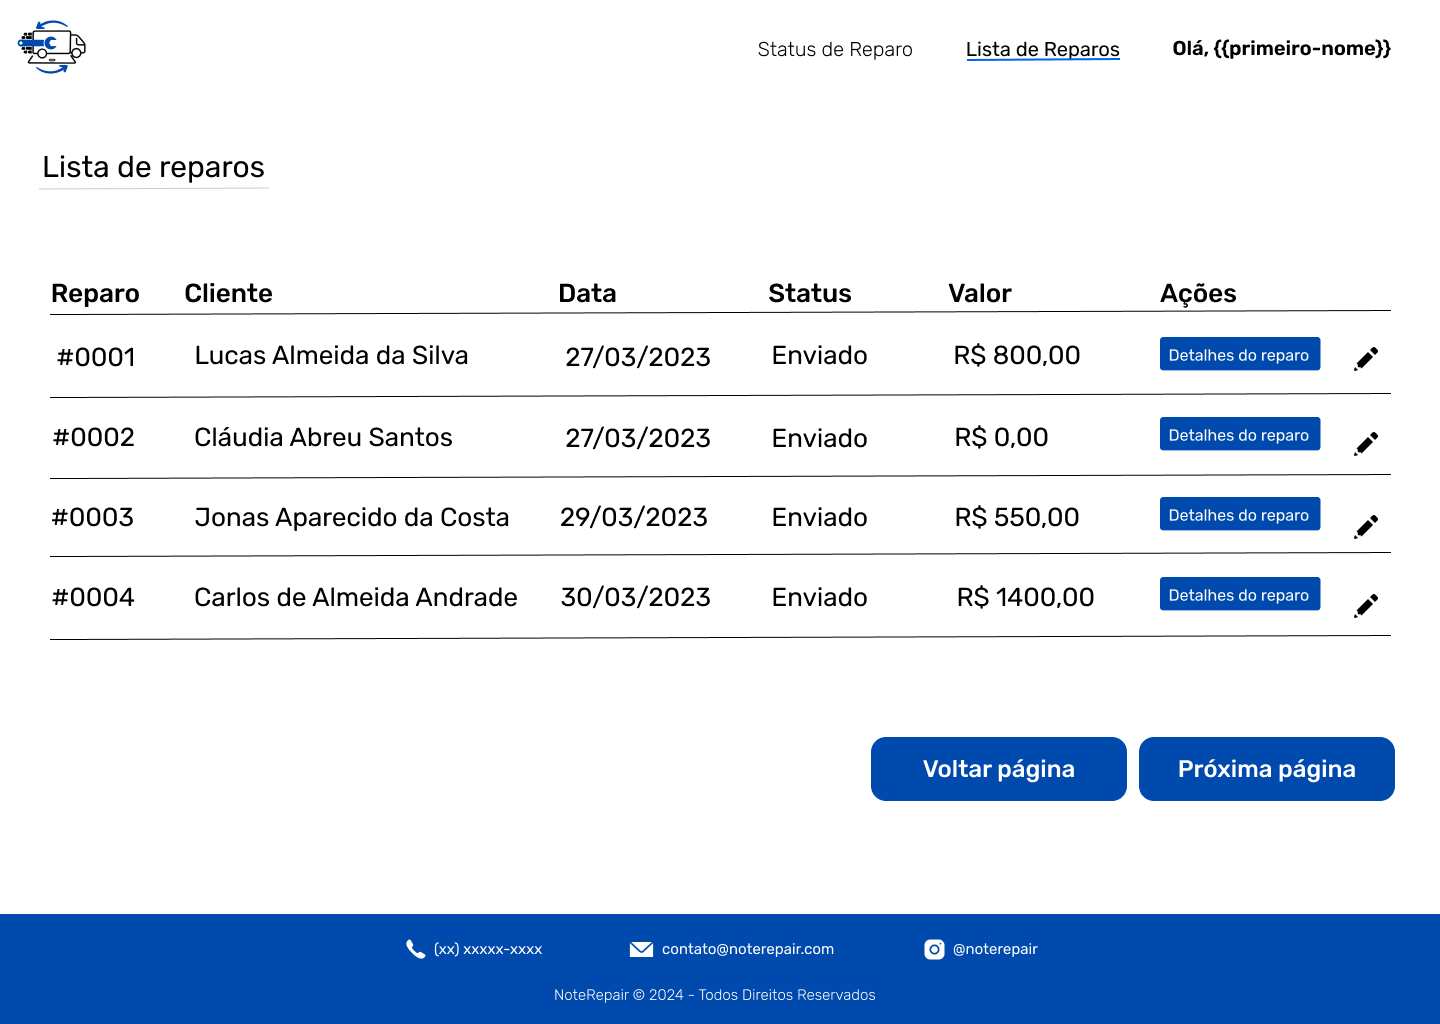 Status de Reparo Lista de Reparos Olá, {{primeiro-nome}}
Lista de reparos
Reparo Cliente Data Status Valor Ações
#0001 Lucas Almeida da Silva 27/03/2023 Enviado R$ 800,00 Detalhes do reparo
#0002 Cláudia Abreu Santos 27/03/2023 Enviado R$ 0,00 Detalhes do reparo
#0003 Jonas Aparecido da Costa 29/03/2023 Enviado R$ 550,00 Detalhes do reparo
#0004 Carlos de Almeida Andrade 30/03/2023 Enviado R$ 1400,00 Detalhes do reparo
Voltar página Próxima página
(xx) xxxxx-xxxx contato@noterepair.com @noterepair
NoteRepair © 2024 - Todos Direitos Reservados